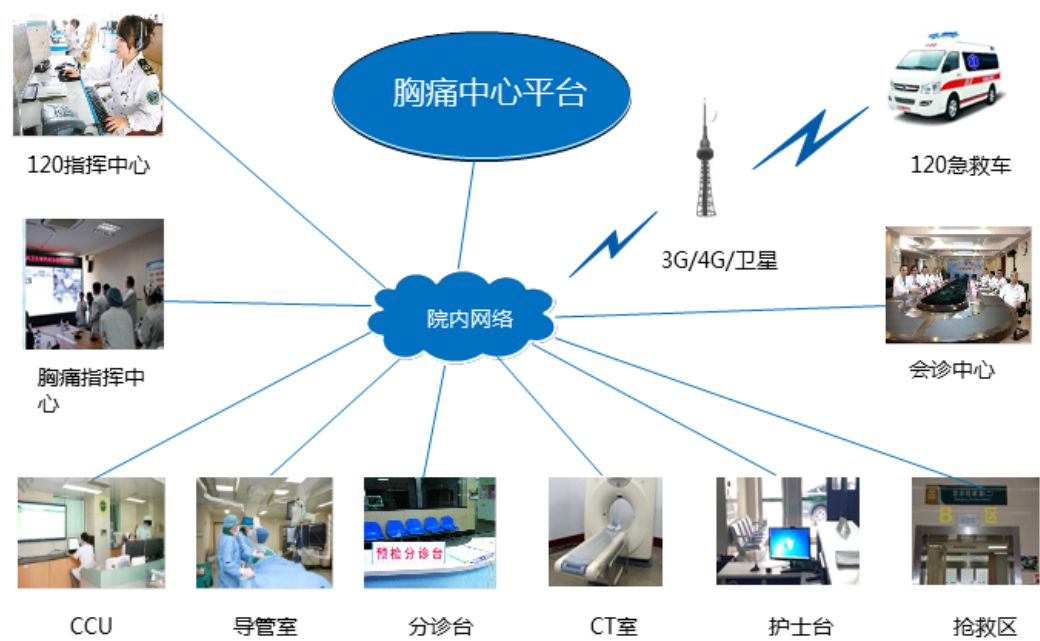 胸痛中心平台
120指挥中心
120急救车
3G/4G/卫星
院内网络
胸痛指挥中
心
会诊中心
预检分诊台
B
区
CCU
导管室
分诊台
CT室
护士台
抢救区